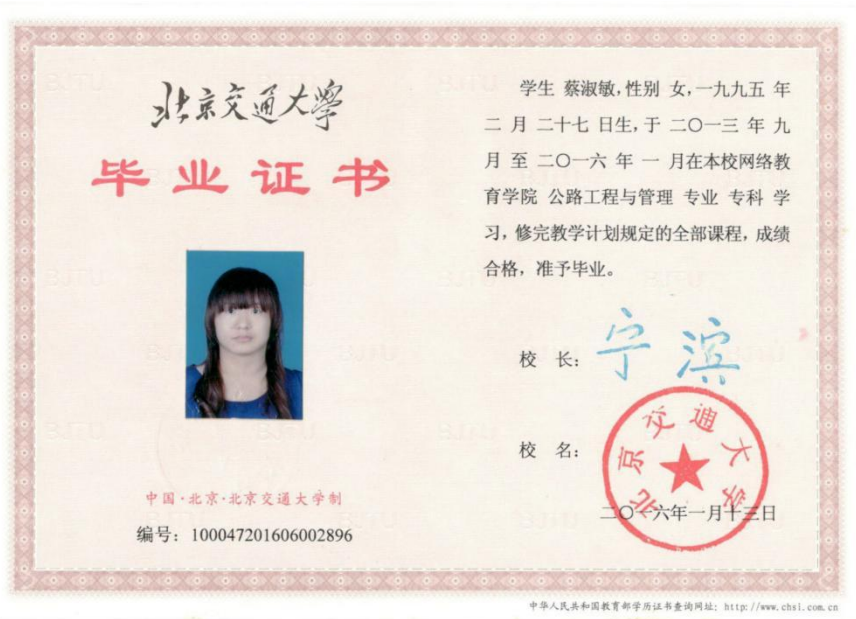 北京交通大学
毕业证书
中国·北京·北京交通大学制
编号：100047201606002896
学生 蔡淑敏，性别 女，一九九五 年
二 月 二十七 日生，于 二〇一三 年 九
月 至 二〇一六 年 一 月在本校网络教
育学院 公路工程与管理 专业 专科 学
习，修完教学计划规定的全部课程，成绩
合格，准予毕业。
校 长：宁滨
校 名：
北京交通大学
二〇一六年一月十三日
中华人民共和国教育部学历证书查询网址：http://www.chsi.com.cn